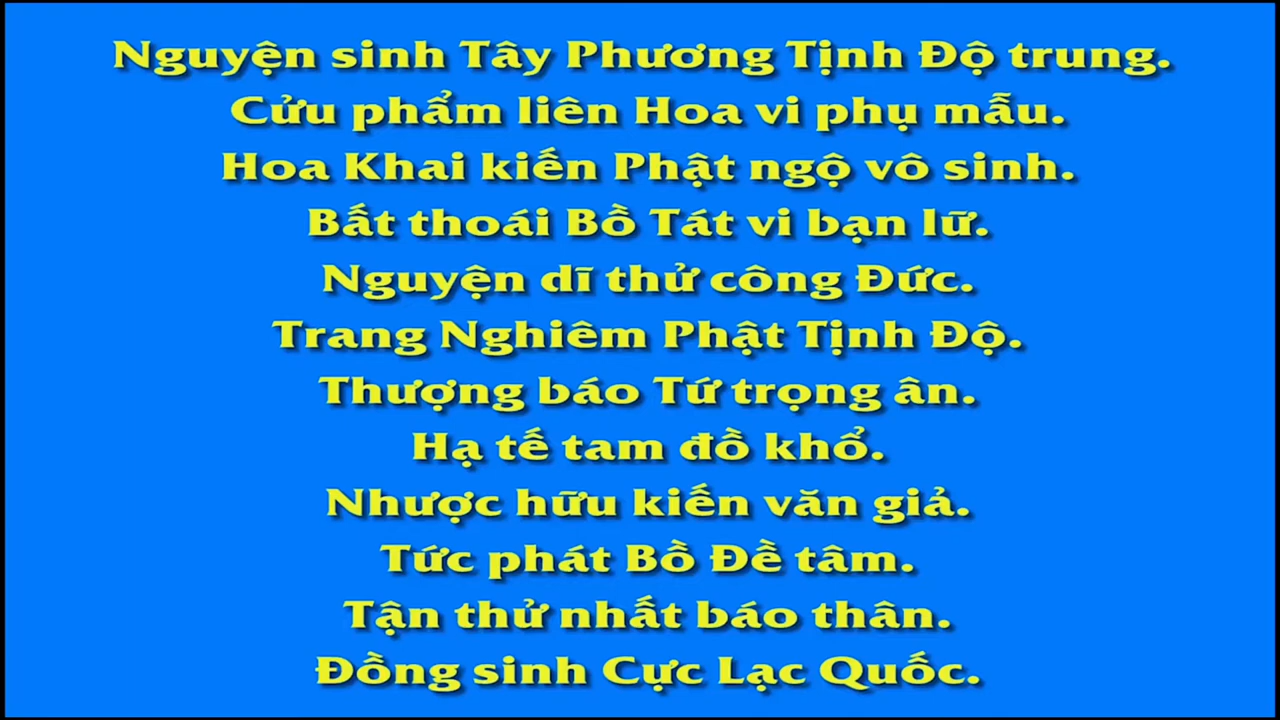 Nguyện sinh Tây Phương Tịnh Độ trung.
Cửu phẩm liên Hoa vi phụ mẫu.
Hoa Khai kiến Phật ngộ vô sinh.
Bất thoái Bồ Tát vi bạn lữ.
Nguyện dĩ thử công Đức.
Trang Nghiêm Phật Tịnh Độ.
Thượng báo Tứ trọng ân.
Hạ tế tam đồ khổ.
Nhược hữu kiến văn giả.
Tức phát Bồ Đề tâm.
Tận thử nhất báo thân.
Đồng sinh Cực Lạc Quốc.